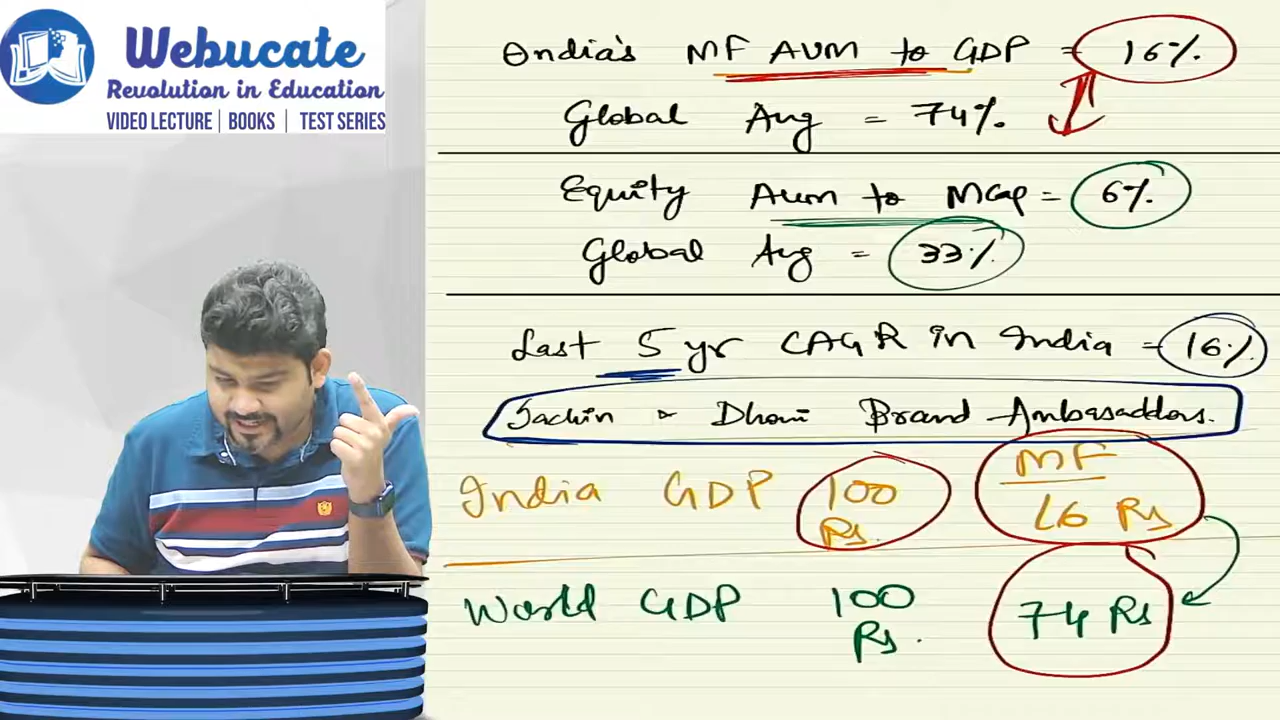 Webucate
Revolution in Education
VIDEO LECTURE | BOOKS | TEST SERIES
India's MF AUM to GDP = 16%
Global Avg = 74%
Equity AUM to MCap = 6%
Global Avg = 33%
Last 5 yr CAGR in India = 16%
Sachin & Dhoni Brand Ambasaddors.
India GDP 100 Rs. MF 16 Rs
World GDP 100 Rs. 74 Rs